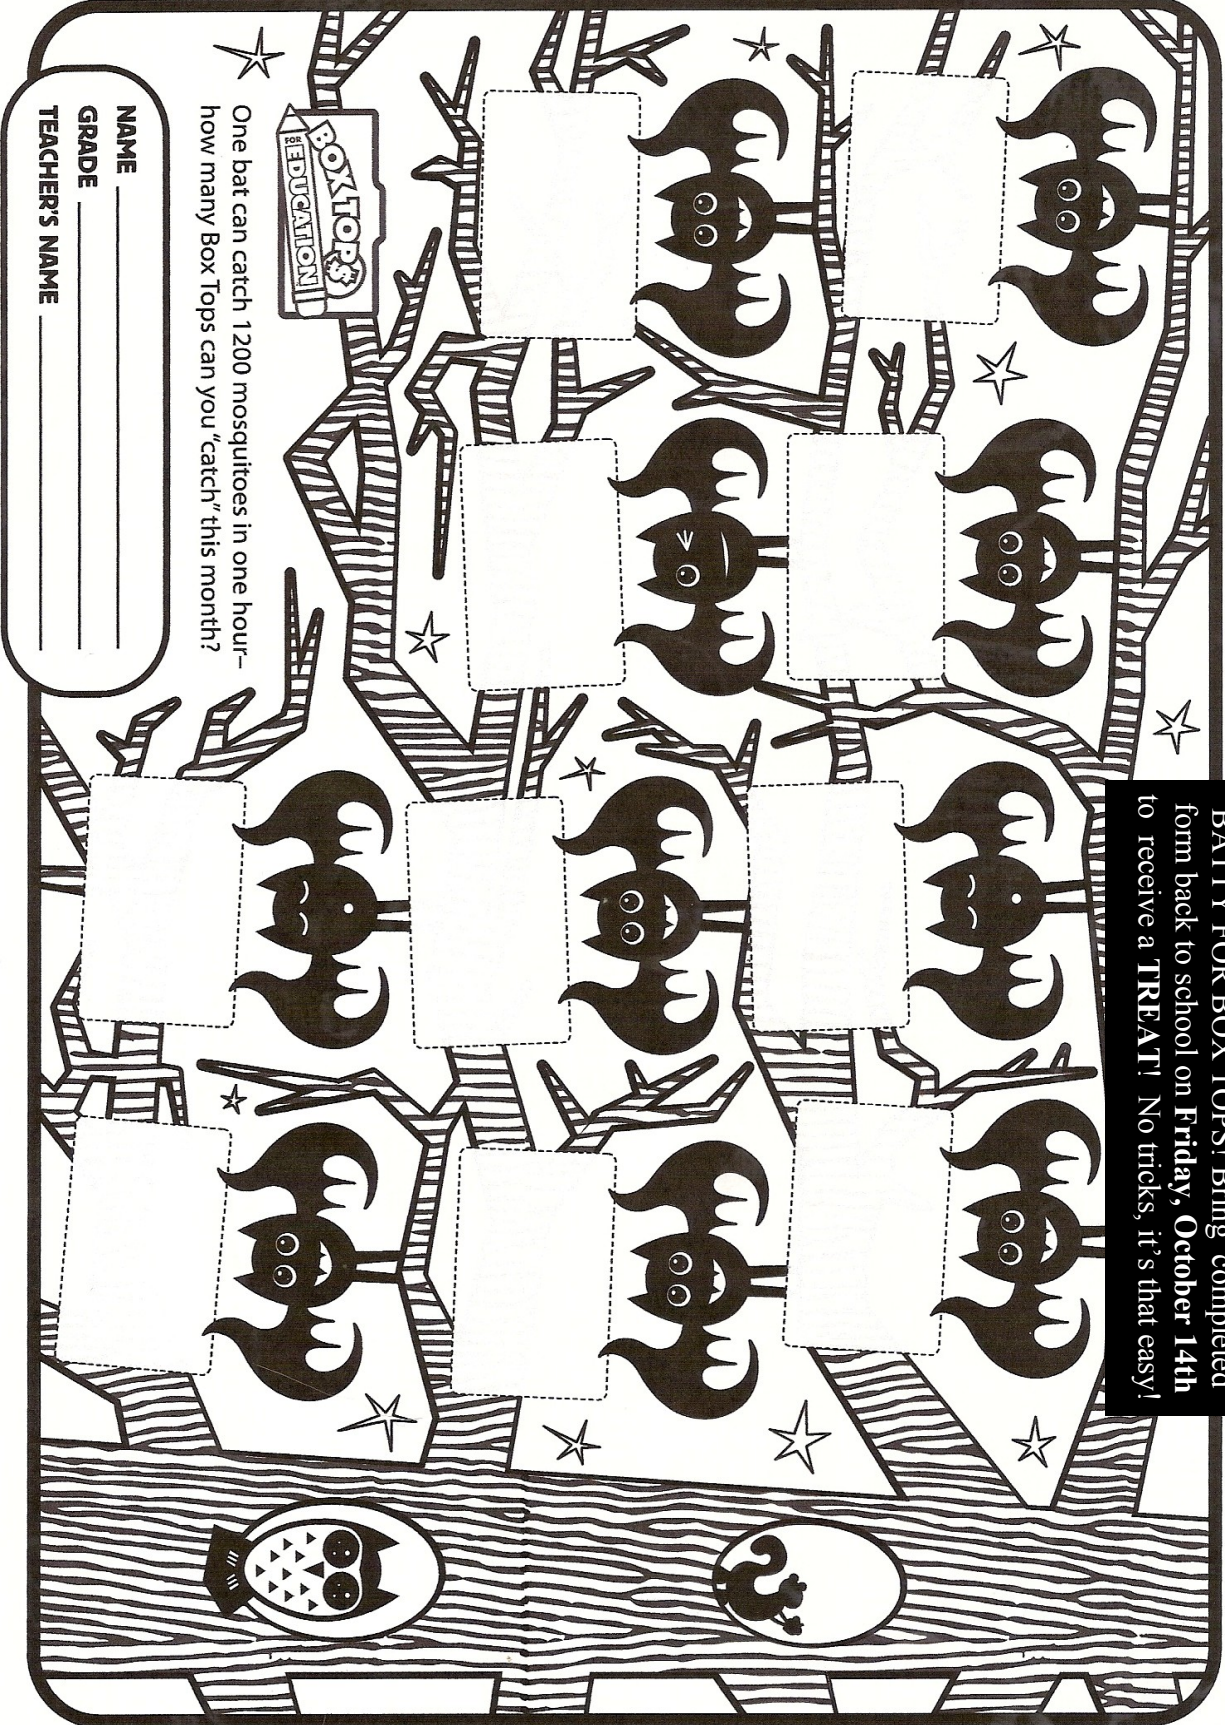 BATTY FOR BOX TOPS! Bring completed
form back to school on Friday, October 14th
to receive a TREAT! No tricks, it's that easy!
BOX TOPS
FOR EDUCATION
One bat can catch 1200 mosquitoes in one hour–
how many Box Tops can you "catch" this month?
NAME
GRADE
TEACHER'S NAME